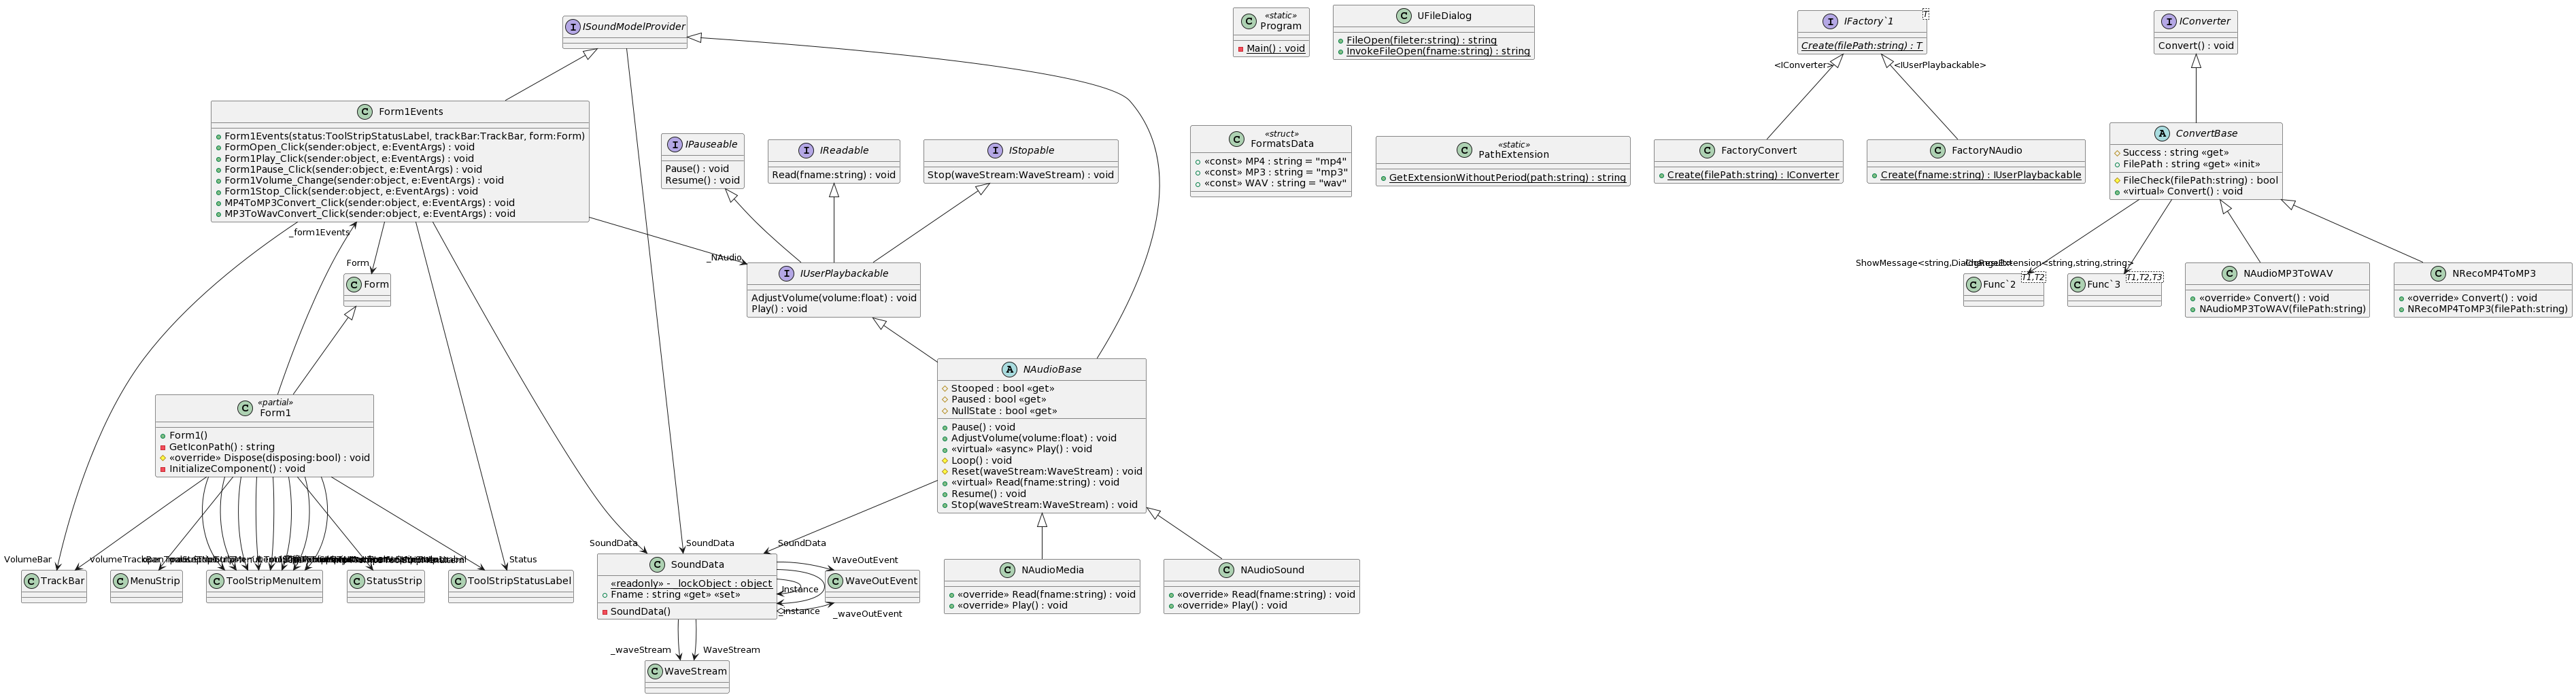 ISoundModelProvider
«static»
Program
Main() : void
UFileDialog
FileOpen(fileter:string) : string
InvokeFileOpen(fname:string) : string
IFactory`1
T
Create(filePath:string) : T
IConverter
Convert() : void
<IConverter>
<IUserPlaybackable>
Form1Events
Form1Events(status:ToolStripStatusLabel, trackBar:TrackBar, form:Form)
FormOpen_Click(sender:object, e:EventArgs) : void
Form1Play_Click(sender:object, e:EventArgs) : void
Form1Pause_Click(sender:object, e:EventArgs) : void
Form1Volume_Change(sender:object, e:EventArgs) : void
Form1Stop_Click(sender:object, e:EventArgs) : void
MP4ToMP3Convert_Click(sender:object, e:EventArgs) : void
MP3ToWavConvert_Click(sender:object, e:EventArgs) : void
IPauseable
Pause() : void
Resume() : void
IReadable
Read(fname:string) : void
IStopable
Stop(waveStream:WaveStream) : void
«struct»
FormatsData
«const» MP4 : string = "mp4"
«const» MP3 : string = "mp3"
«const» WAV : string = "wav"
«static»
PathExtension
GetExtensionWithoutPeriod(path:string) : string
FactoryConvert
Create(filePath:string) : IConverter
FactoryNAudio
Create(fname:string) : IUserPlaybackable
ConvertBase
Success : string «get»
FilePath : string «get» «init»
FileCheck(filePath:string) : bool
«virtual» Convert() : void
_form1Events
_NAudio
Form
Form
IUserPlaybackable
AdjustVolume(volume:float) : void
Play() : void
Func`2
T1,T2
Func`3
T1,T2,T3
NAudioMP3ToWAV
«override» Convert() : void
NAudioMP3ToWAV(filePath:string)
NRecoMP4ToMP3
«override» Convert() : void
NRecoMP4ToMP3(filePath:string)
«partial»
Form1
Form1()
GetIconPath() : string
«override» Dispose(disposing:bool) : void
InitializeComponent() : void
NAudioBase
Stooped : bool «get»
Paused : bool «get»
NullState : bool «get»
Pause() : void
AdjustVolume(volume:float) : void
«virtual» «async» Play() : void
Loop() : void
Reset(waveStream:WaveStream) : void
«virtual» Read(fname:string) : void
Resume() : void
Stop(waveStream:WaveStream) : void
VolumeBar
Status
SoundData
SoundData
SoundData
WaveOutEvent
TrackBar
MenuStrip
ToolStripMenuItem
StatusStrip
ToolStripStatusLabel
SoundData
«readonly» - _lockObject : object
Fname : string «get» «set»
SoundData()
_instance
WaveOutEvent
_waveOutEvent
NAudioMedia
«override» Read(fname:string) : void
«override» Play() : void
NAudioSound
«override» Read(fname:string) : void
«override» Play() : void
_waveStream
WaveStream
WaveStream